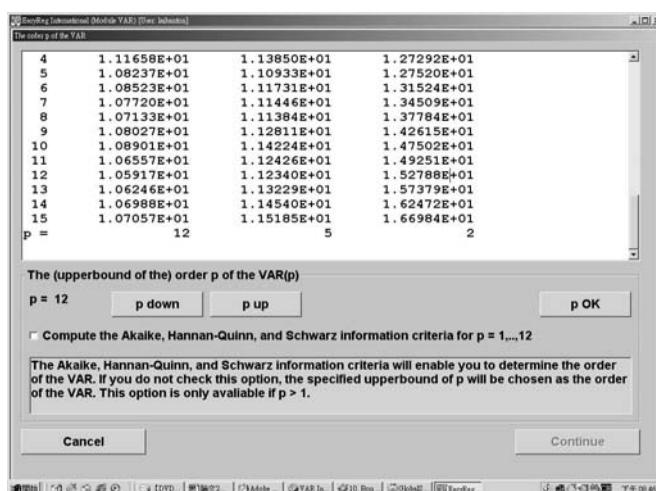 EasyReg International (Module VAR) [User:
The order p of the VAR
4 1.11658E+01 1.13850E+01 1.27292E+01
5 1.08237E+01 1.10933E+01 1.27520E+01
6 1.08523E+01 1.11731E+01 1.31524E+01
7 1.07720E+01 1.11446E+01 1.34509E+01
8 1.07133E+01 1.11384E+01 1.37784E+01
9 1.08027E+01 1.12811E+01 1.42615E+01
10 1.08901E+01 1.14224E+01 1.47502E+01
11 1.06557E+01 1.12426E+01 1.49251E+01
12 1.05917E+01 1.12340E+01 1.52788E+01
13 1.06246E+01 1.13229E+01 1.57379E+01
14 1.06988E+01 1.14540E+01 1.62472E+01
15 1.07057E+01 1.15185E+01 1.66984E+01
p = 12 5 2
The (upperbound of the) order p of the VAR(p)
p = 12 p down p up p OK
Compute the Akaike, Hannan-Quinn, and Schwarz information criteria for p = 1,..,12
The Akaike, Hannan-Quinn, and Schwarz information criteria will enable you to determine the order
of the VAR. If you do not check this option, the specified upperbound of p will be chosen as the order
of the VAR. This option is only avaliable if p > 1.
Cancel Continue
EasyReg